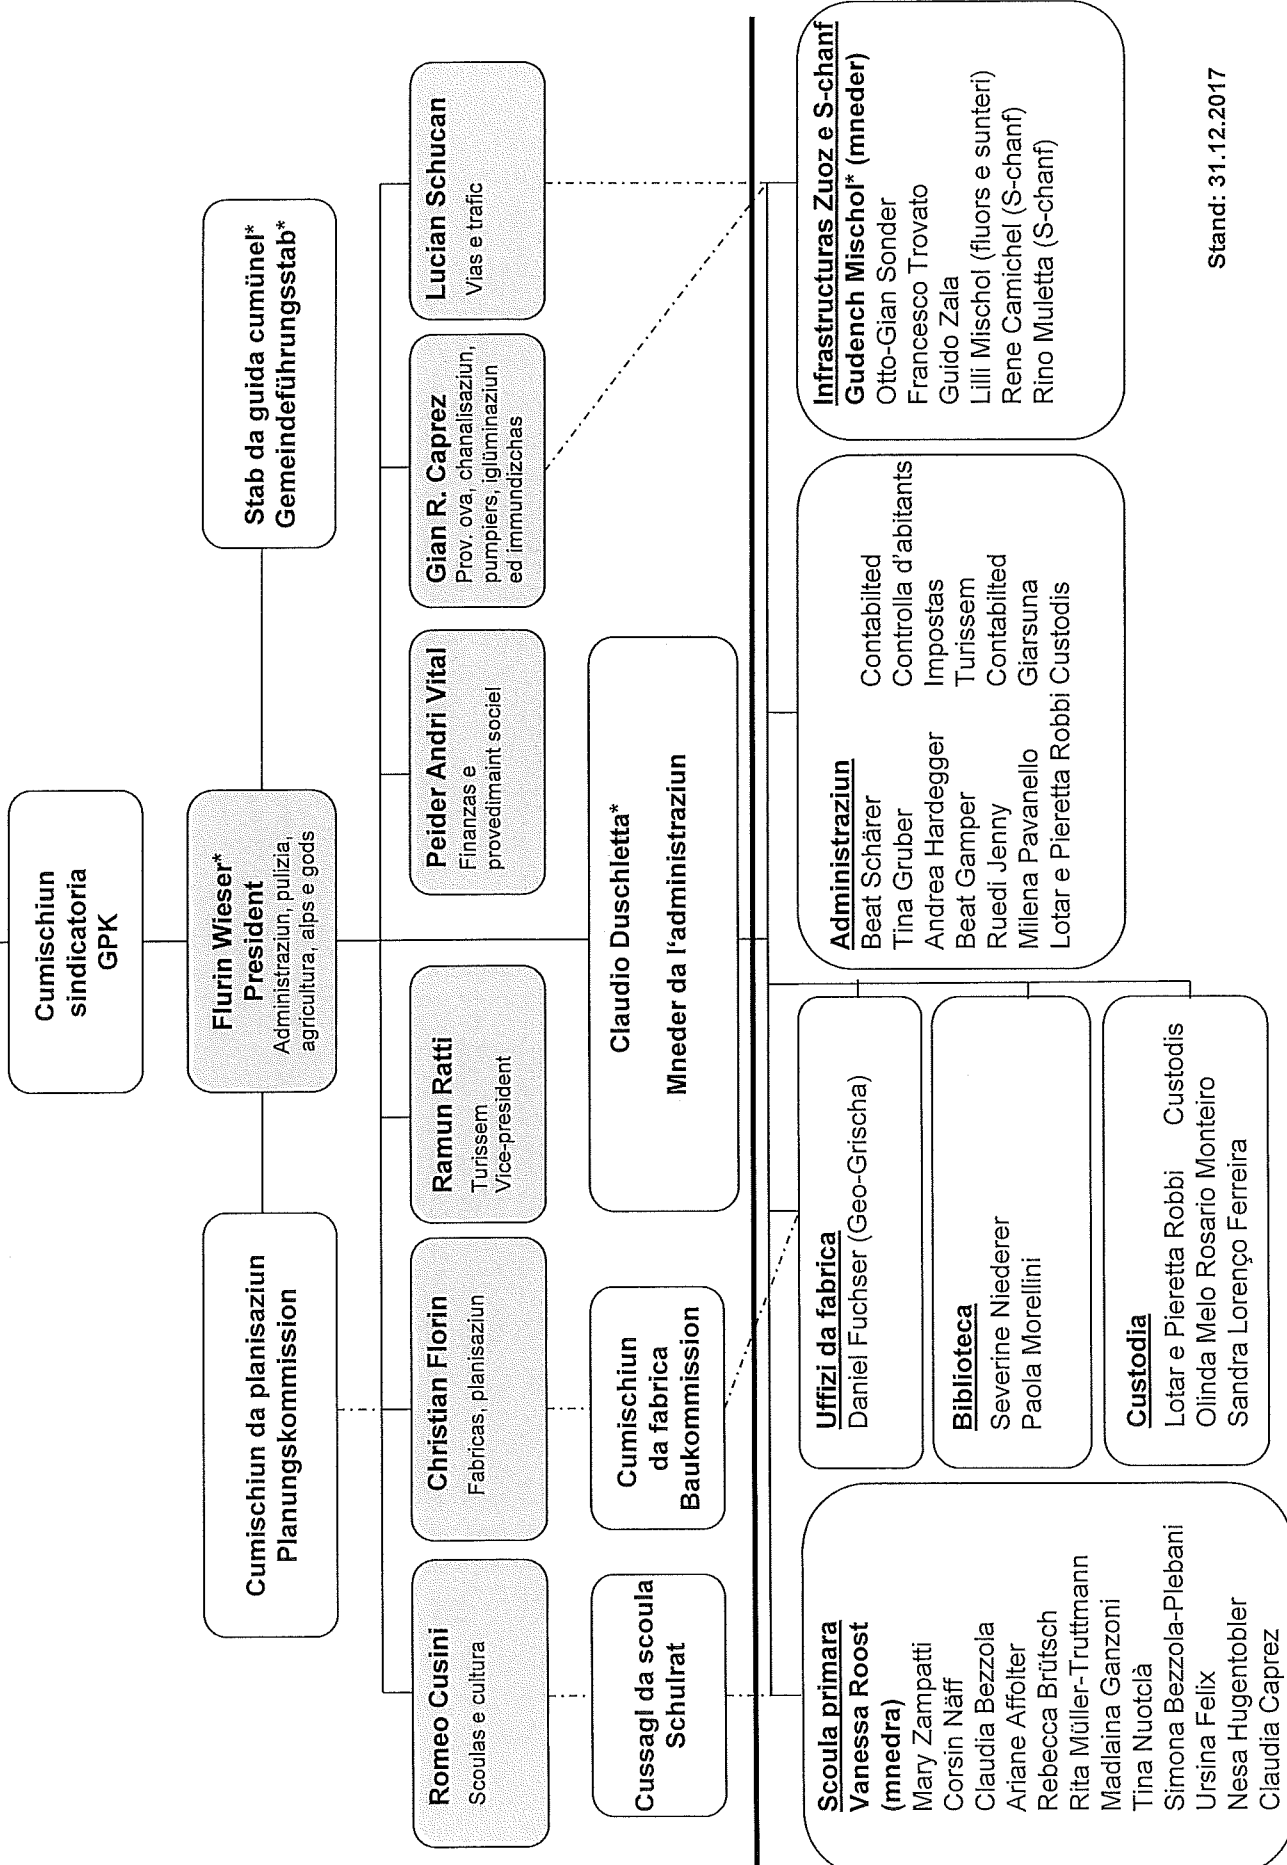 Cumischiun
sindicatoria
GPK
Cumischiun da planisaziun
Planungskommission
Flurin Wieser*
President
Administraziun, pulizia,
agricultura, alps e gods
Stab da guida cumünel*
Gemeindeführungsstab*
Romeo Cusini
Scoulas e cultura
Christian Florin
Fabricas, planisaziun
Ramun Ratti
Turissem
Vice-president
Peider Andri Vital
Finanzas e
provedimaint sociel
Gian R. Caprez
Prov. ova, chanalisaziun,
pumpiers, iglüminaziun
ed immundizchas
Lucian Schucan
Vias e trafic
Cussagl da scoula
Schulrat
Cumischiun
da fabrica
Baukommission
Claudio Duschletta*
Mneder da l'administraziun
Scoula primara
Vanessa Roost
(mnedra)
Mary Zampatti
Corsin Näff
Claudia Bezzola
Ariane Affolter
Rebecca Brütsch
Rita Müller-Truttmann
Madlaina Ganzoni
Tina Nuotclà
Simona Bezzola-Plebani
Ursina Felix
Nesa Hugentobler
Claudia Caprez
Uffizi da fabrica
Daniel Fuchser (Geo-Grischa)
Biblioteca
Severine Niederer
Paola Morellini
Custodia
Lotar e Pieretta Robbi Custodis
Olinda Melo Rosario Monteiro
Sandra Lorenço Ferreira
Administraziun
Beat Schärer Contabilted
Tina Gruber Controlla d'abitants
Andrea Hardegger Impostas
Beat Gamper Turissem
Ruedi Jenny Contabilted
Milena Pavanello Giarsuna
Lotar e Pieretta Robbi Custodis
Infrastructuras Zuoz e S-chanf
Gudench Mischol* (mneder)
Otto-Gian Sonder
Francesco Trovato
Guido Zala
Lilli Mischol (fluors e sunteri)
Rene Camichel (S-chanf)
Rino Muletta (S-chanf)
Stand: 31.12.2017